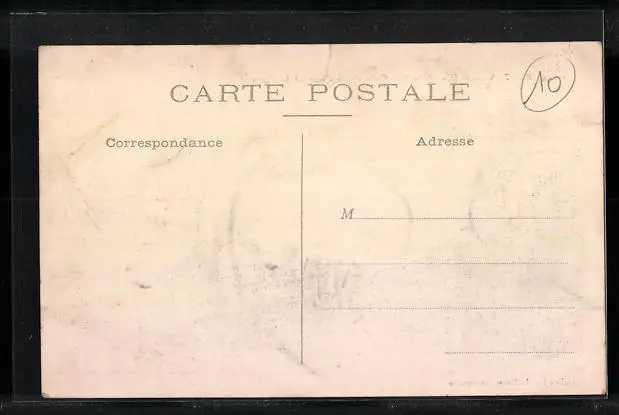 10
CARTE POSTALE
Correspondance
Adresse
M